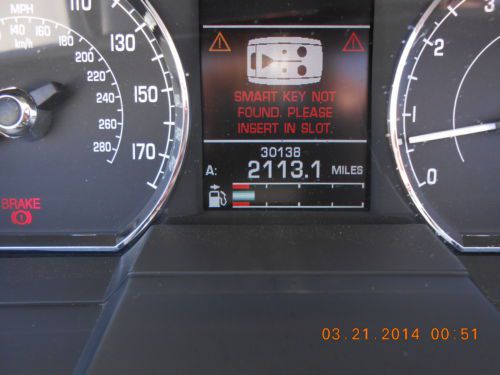 MPH
km/h
140
160
180
200
220
240
260
280
110
130
150
170
BRAKE
SMART KEY NOT
FOUND. PLEASE
INSERT IN SLOT.
30138
A: 2113.1 MILES
3
2
1
0
03.21.2014 00:51